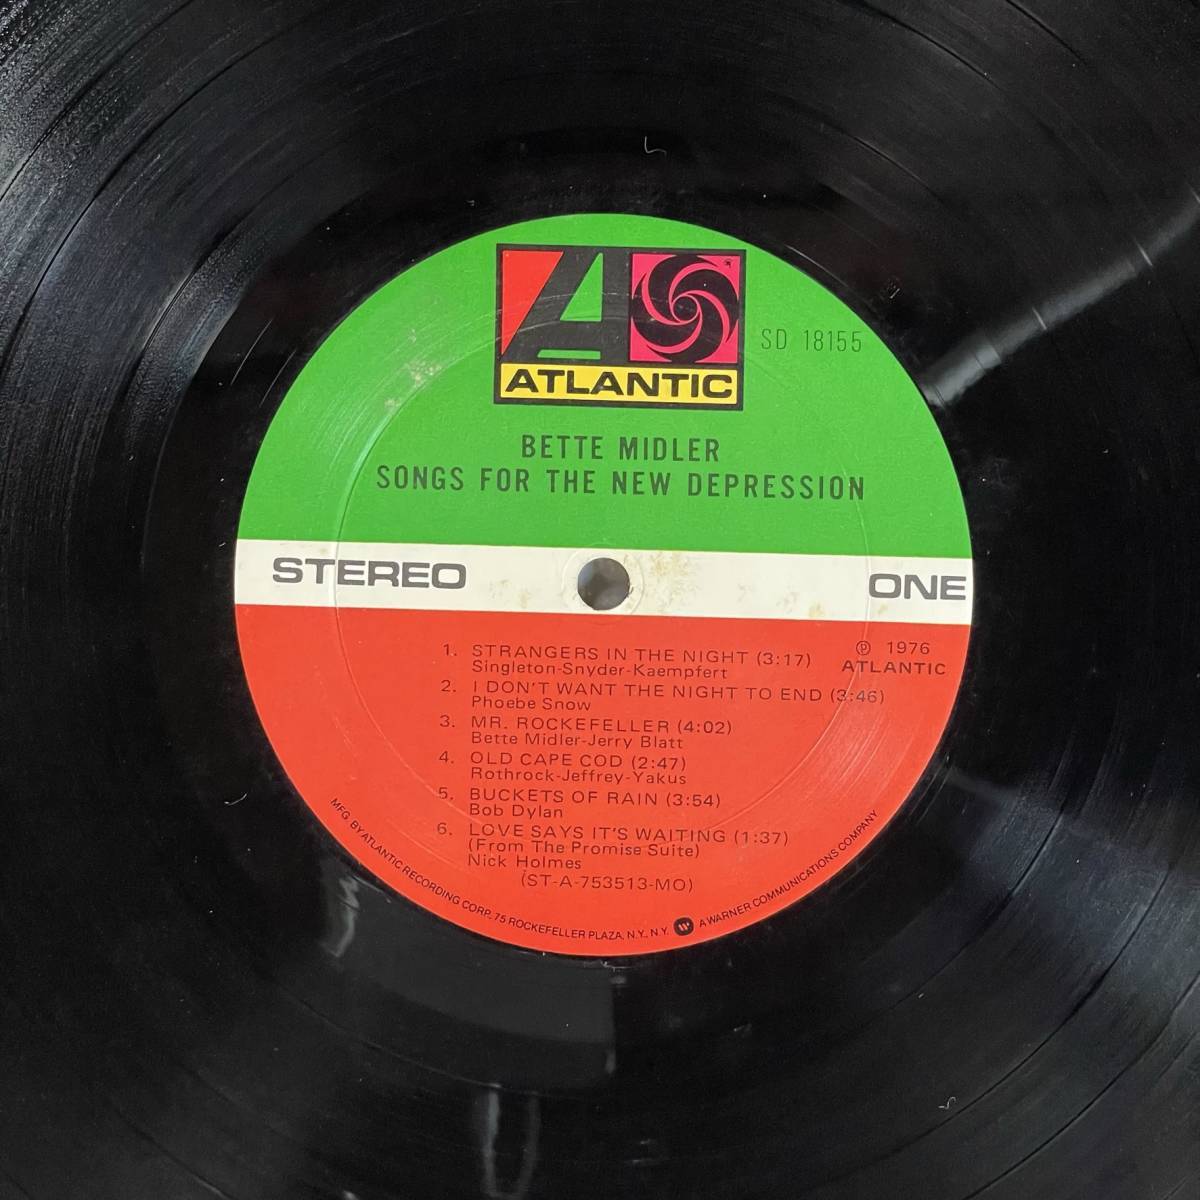 ATLANTIC
SD 18155
BETTE MIDLER
SONGS FOR THE NEW DEPRESSION
STEREO
ONE
℗ 1976
ATLANTIC
1. STRANGERS IN THE NIGHT (3:17)
Singleton-Snyder-Kaempfert
2. I DON'T WANT THE NIGHT TO END (3:46)
Phoebe Snow
3. MR. ROCKEFELLER (4:02)
Bette Midler-Jerry Blatt
4. OLD CAPE COD (2:47)
Rothrock-Jeffrey-Yakus
5. BUCKETS OF RAIN (3:54)
Bob Dylan
6. LOVE SAYS IT'S WAITING (1:37)
(From The Promise Suite)
Nick Holmes
(ST-A-753513-MO)
MFG. BY ATLANTIC RECORDING CORP., 75 ROCKEFELLER PLAZA, N.Y., N.Y. A WARNER COMMUNICATIONS COMPANY